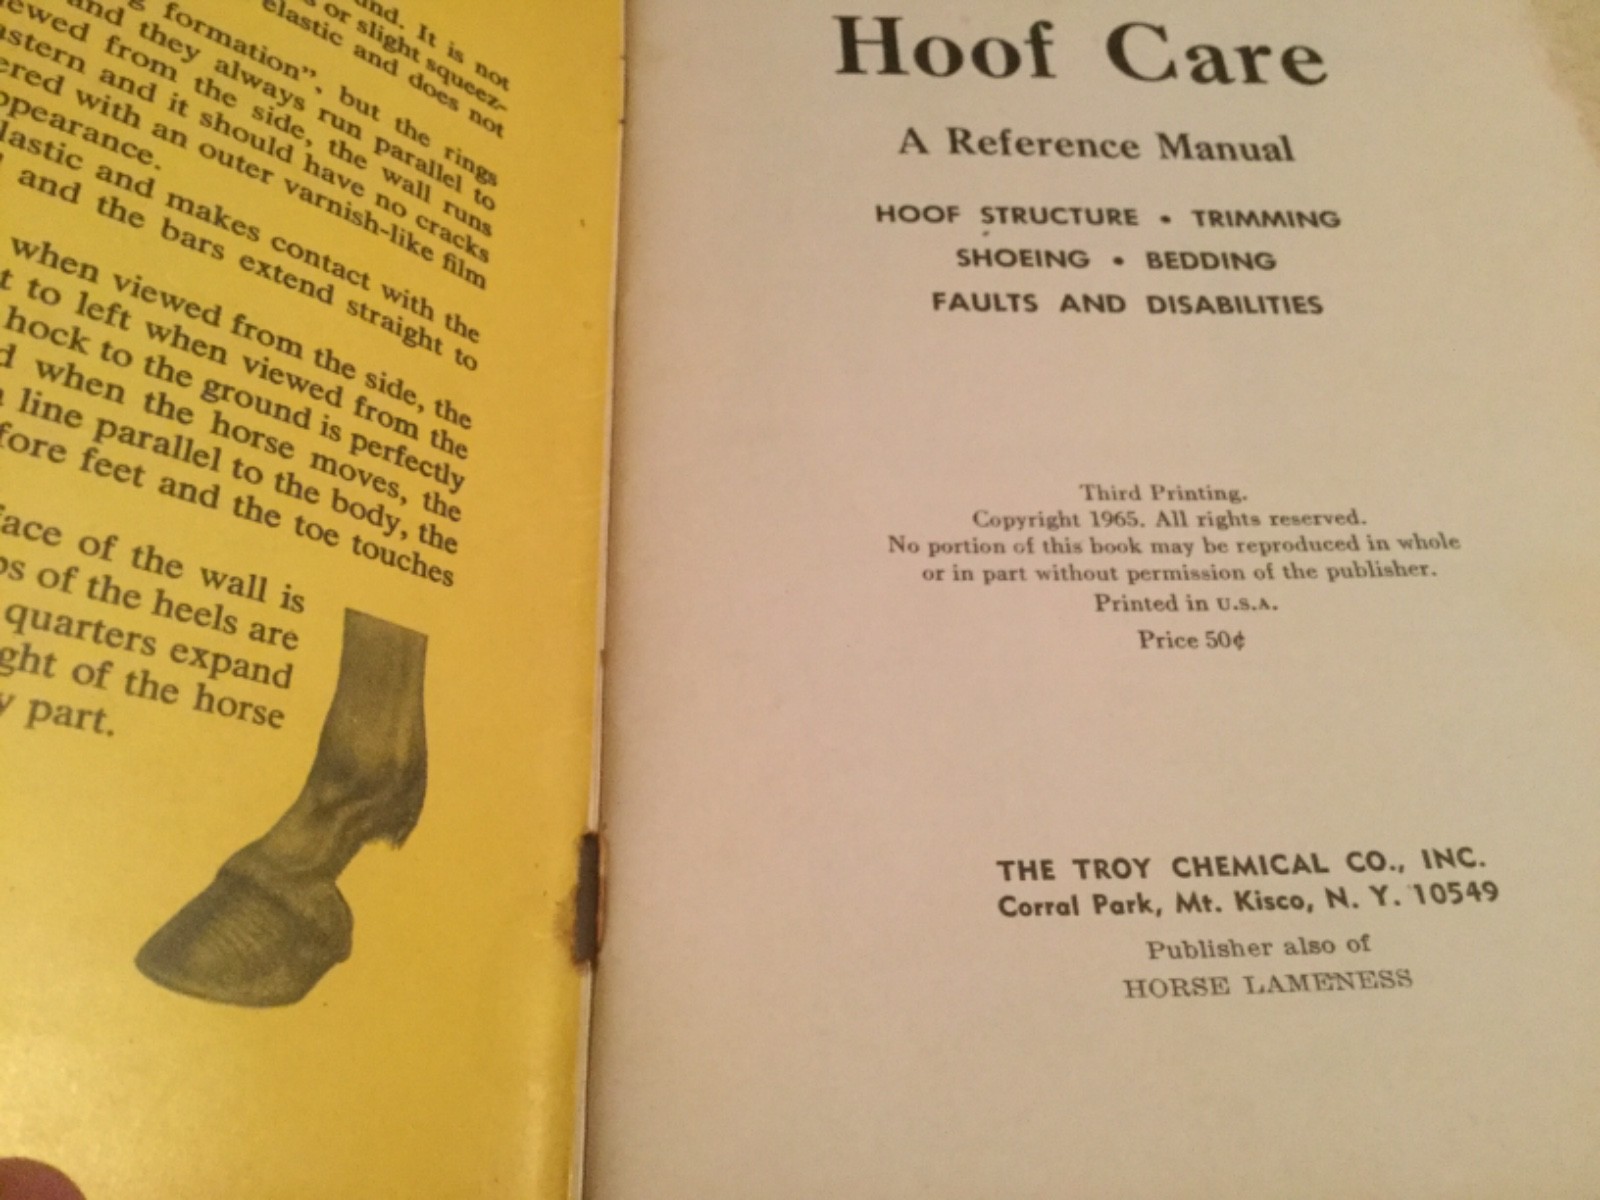 und. It is not
or slight squeez-
elastic and does not
formation", but the rings
and they always run parallel to
ewed from the side, the wall runs
astern and it should have no cracks
ered with an outer varnish-like film
ppearance.
lastic and makes contact with the
and the bars extend straight to
when viewed from the side, the
t to left when viewed from the
hock to the ground is perfectly
d when the horse moves, the
line parallel to the body, the
fore feet and the toe touches
face of the wall is
ps of the heels are
quarters expand
ght of the horse
y part.
Hoof Care
A Reference Manual
HOOF STRUCTURE • TRIMMING
SHOEING • BEDDING
FAULTS AND DISABILITIES
Third Printing.
Copyright 1965. All rights reserved.
No portion of this book may be reproduced in whole
or in part without permission of the publisher.
Printed in U.S.A.
Price 50¢
THE TROY CHEMICAL CO., INC.
Corral Park, Mt. Kisco, N. Y. 10549
Publisher also of
HORSE LAMENESS